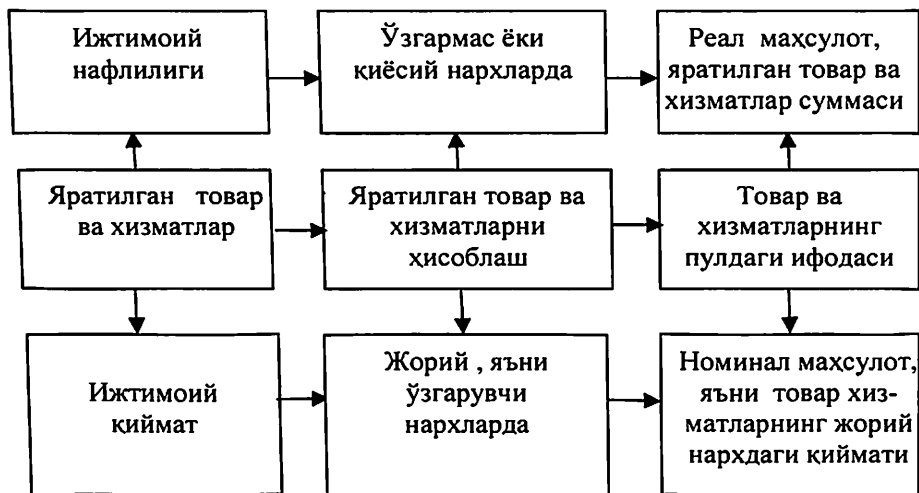 Ижтимоий
нафлилиги
Ўзгармас ёки
қиёсий нархларда
Реал маҳсулот,
яратилган товар ва
хизматлар суммаси
Яратилган товар
ва хизматлар
Яратилган товар ва
хизматларни
ҳисоблаш
Товар ва
хизматларнинг
пулдаги ифодаси
Ижтимоий
қиймат
Жорий , яъни
ўзгарувчи
нархларда
Номинал маҳсулот,
яъни товар хиз-
матларнинг жорий
нархдаги қиймати